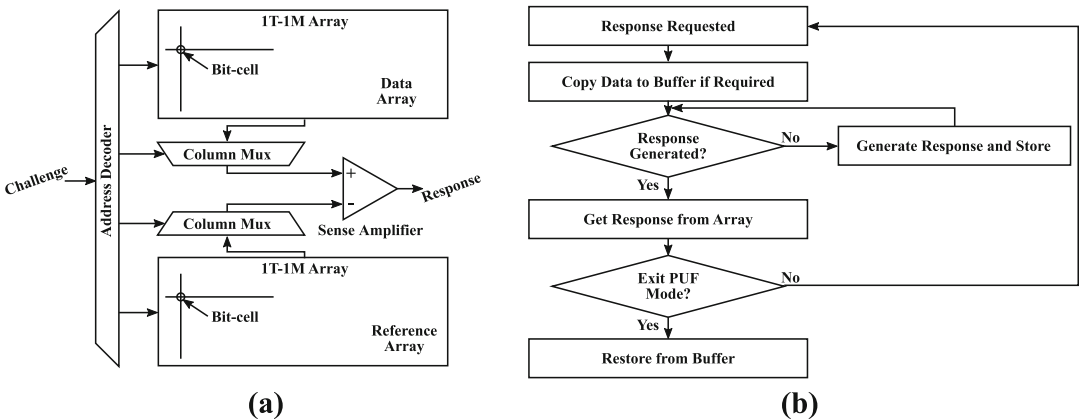 1T-1M Array
Bit-cell
Data
Array
Column Mux
Challenge
Address Decoder
+
-
Response
Column Mux
Sense Amplifier
1T-1M Array
Bit-cell
Reference
Array
(a)
Response Requested
Copy Data to Buffer if Required
Response
Generated?
No
Generate Response and Store
Yes
Get Response from Array
Exit PUF
Mode?
No
Yes
Restore from Buffer
(b)